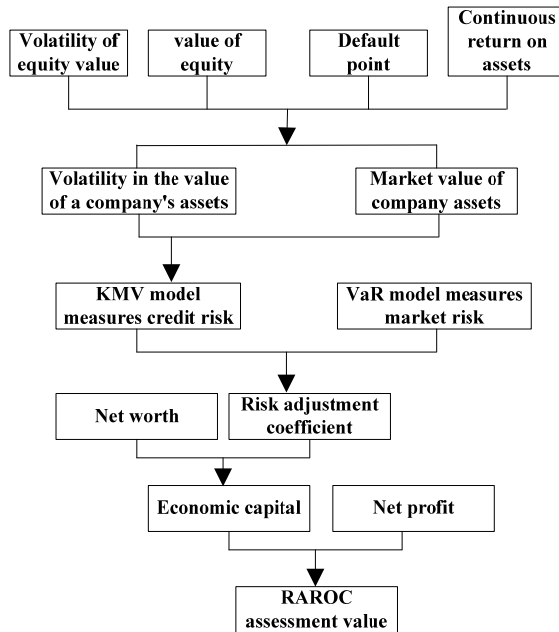 Volatility of
equity value
value of
equity
Default
point
Continuous
return on
assets
Volatility in the value
of a company's assets
Market value of
company assets
KMV model
measures credit risk
VaR model measures
market risk
Net worth
Risk adjustment
coefficient
Economic capital
Net profit
RAROC
assessment value